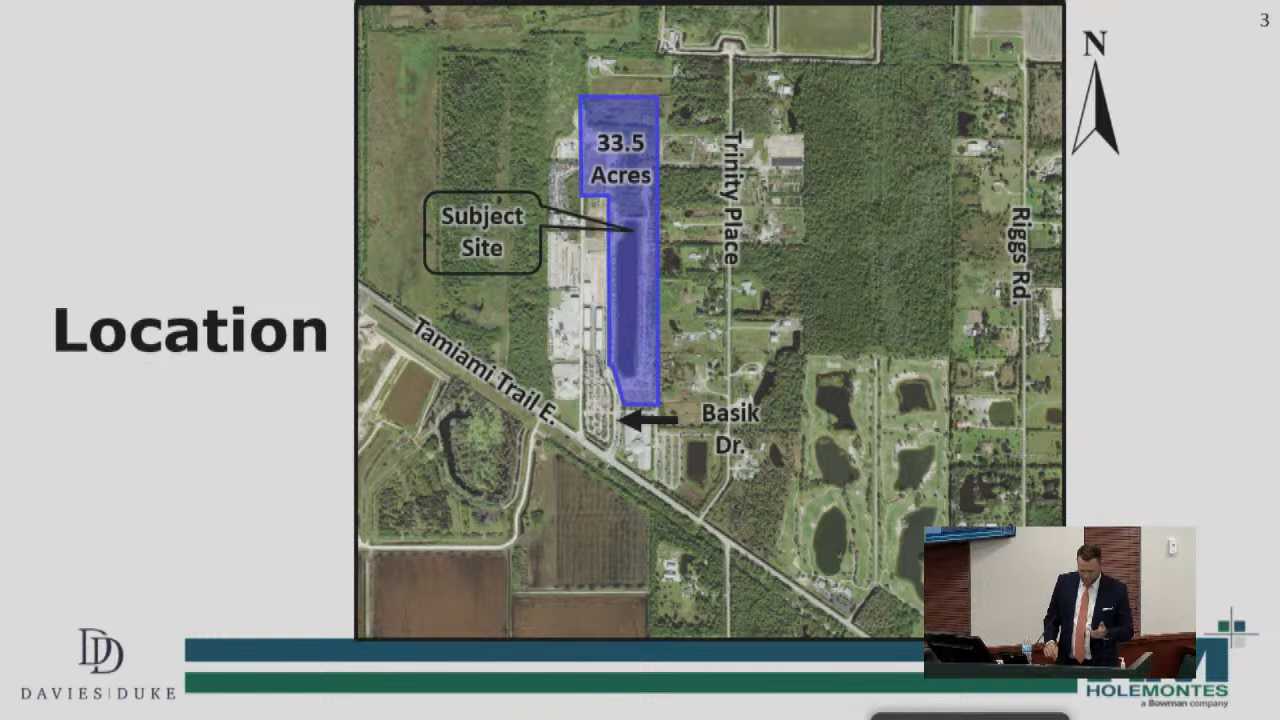 3
N
33.5
Acres
Subject
Site
Trinity Place
Riggs Rd.
Location
Tamiami Trail E.
Basik
Dr.
DD
DAVIES|DUKE
HOLEMONTES
a Bowman company